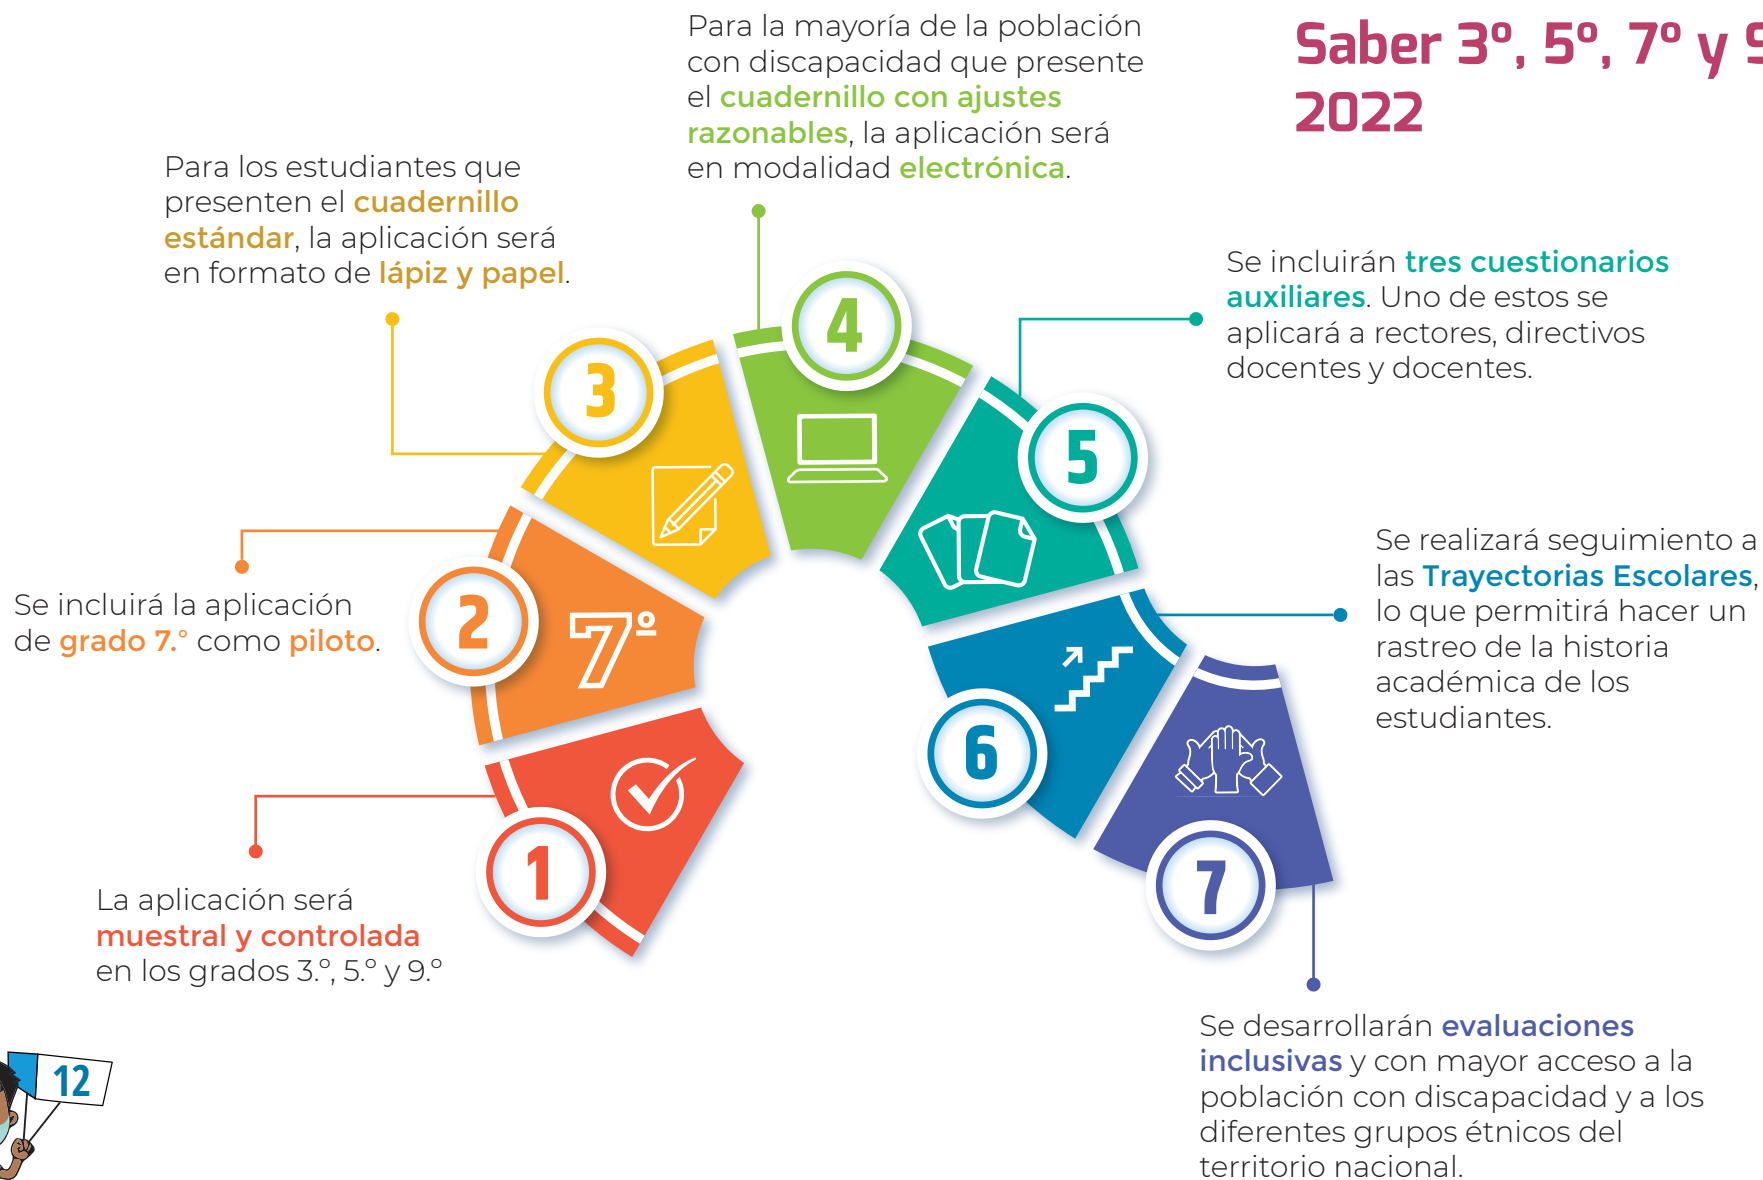 Saber 3º, 5º, 7º y 9
2022
La aplicación será
muestral y controlada
en los grados 3.º, 5.º y 9.º
1
Se incluirá la aplicación
de grado 7.° como piloto.
2
7º
Para los estudiantes que
presenten el cuadernillo
estándar, la aplicación será
en formato de lápiz y papel.
3
Para la mayoría de la población
con discapacidad que presente
el cuadernillo con ajustes
razonables, la aplicación será
en modalidad electrónica.
4
Se incluirán tres cuestionarios
auxiliares. Uno de estos se
aplicará a rectores, directivos
docentes y docentes.
5
Se realizará seguimiento a
las Trayectorias Escolares,
lo que permitirá hacer un
rastreo de la historia
académica de los
estudiantes.
6
7
Se desarrollarán evaluaciones
inclusivas y con mayor acceso a la
población con discapacidad y a los
diferentes grupos étnicos del
territorio nacional.
12